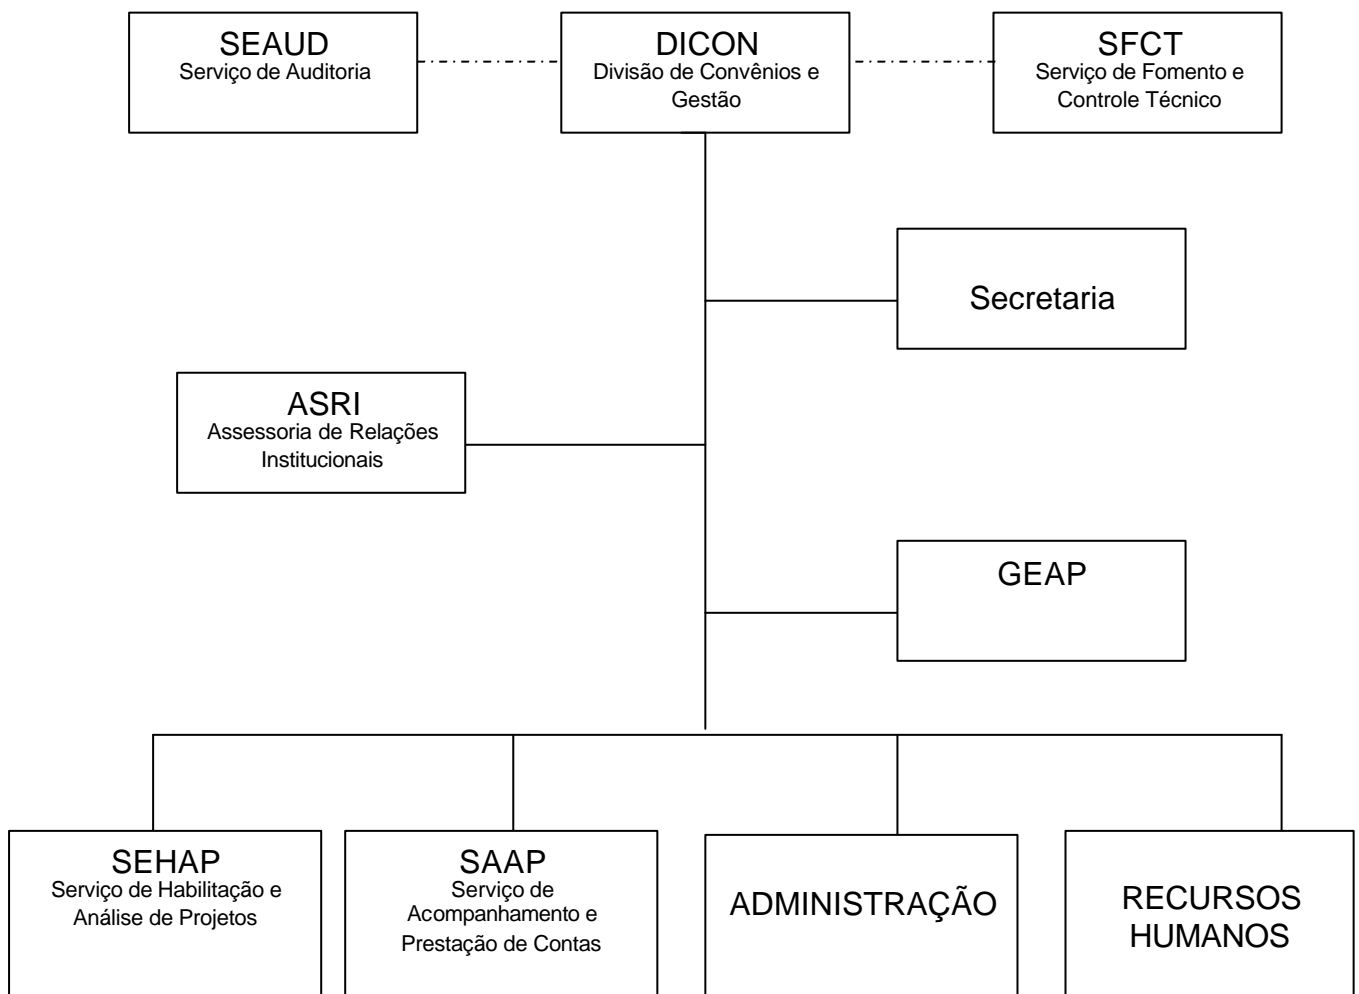 SEAUD
Serviço de Auditoria
DICON
Divisão de Convênios e
Gestão
SFCT
Serviço de Fomento e
Controle Técnico
Secretaria
ASRI
Assessoria de Relações
Institucionais
GEAP
SEHAP
Serviço de Habilitação e
Análise de Projetos
SAAP
Serviço de
Acompanhamento e
Prestação de Contas
ADMINISTRAÇÃO
RECURSOS
HUMANOS